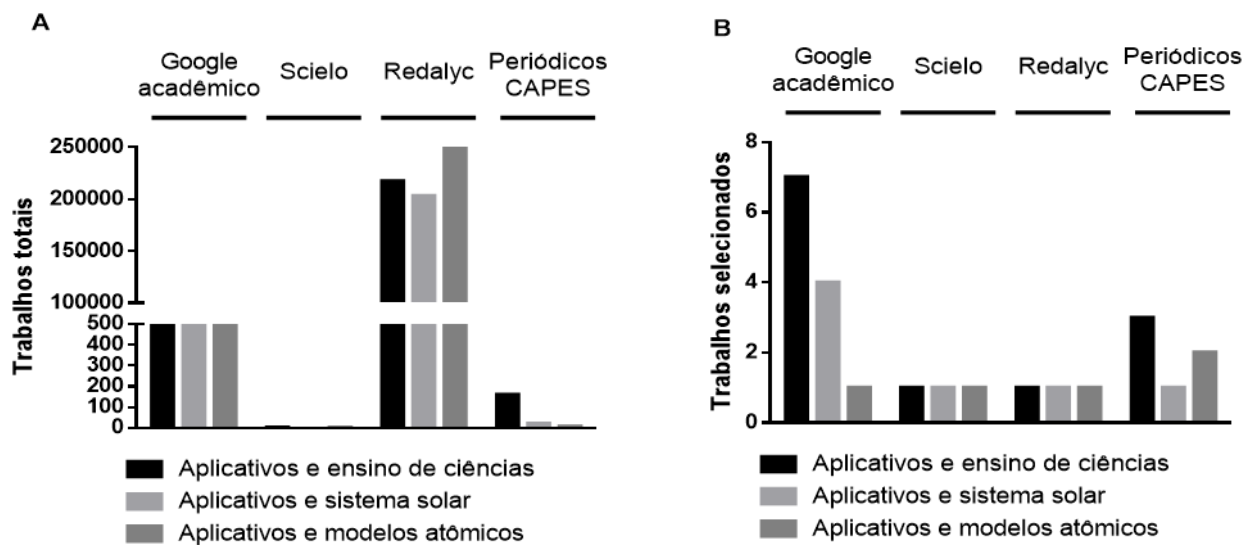 A
Google
acadêmico
Scielo
Redalyc
Periódicos
CAPES
Trabalhos totais
250000
200000
150000
100000
500
400
300
200
100
0
Aplicativos e ensino de ciências
Aplicativos e sistema solar
Aplicativos e modelos atômicos
B
Google
acadêmico
Scielo
Redalyc
Periódicos
CAPES
Trabalhos selecionados
8
6
4
2
0
Aplicativos e ensino de ciências
Aplicativos e sistema solar
Aplicativos e modelos atômicos